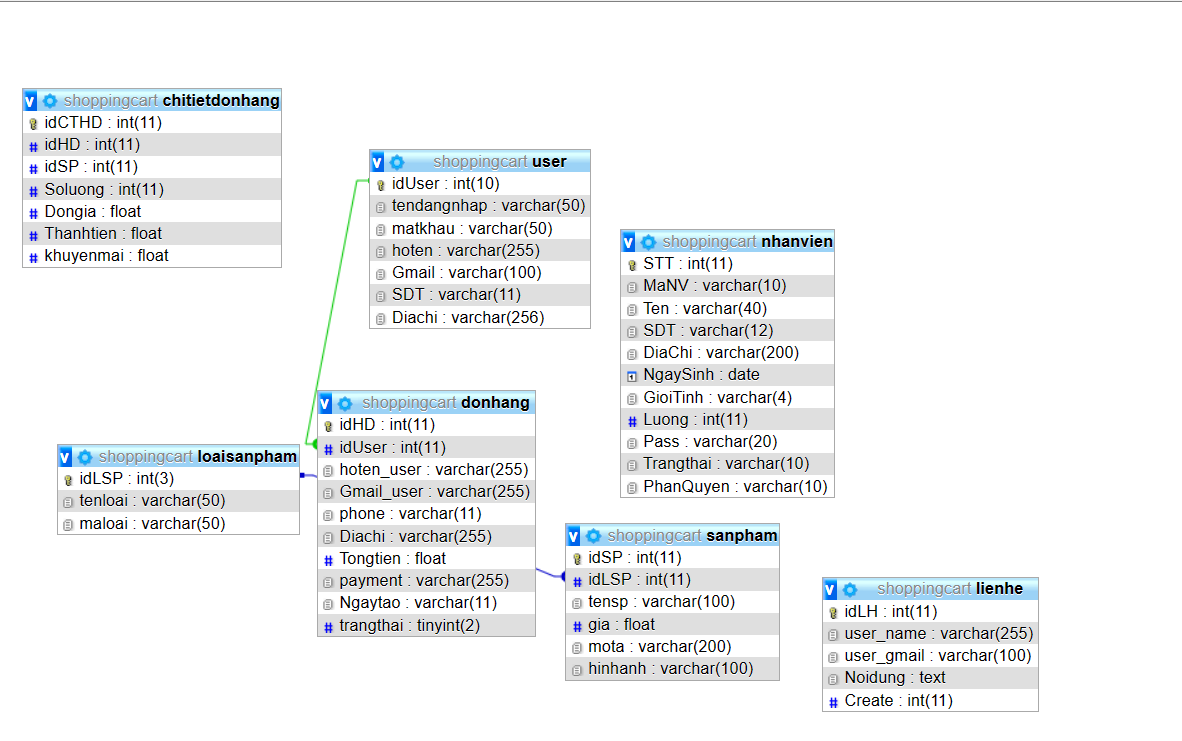 shoppingcart chitietdonhang
idCTHD : int(11)
idHD : int(11)
idSP : int(11)
Soluong : int(11)
Dongia : float
Thanhtien : float
khuyenmai : float
shoppingcart user
idUser : int(10)
tendangnhap : varchar(50)
matkhau : varchar(50)
hoten : varchar(255)
Gmail : varchar(100)
SDT : varchar(11)
Diachi : varchar(256)
shoppingcart nhanvien
STT : int(11)
MaNV : varchar(10)
Ten : varchar(40)
SDT : varchar(12)
DiaChi : varchar(200)
NgaySinh : date
GioiTinh : varchar(4)
Luong : int(11)
Pass : varchar(20)
Trangthai : varchar(10)
PhanQuyen : varchar(10)
shoppingcart donhang
idHD : int(11)
idUser : int(11)
hoten_user : varchar(255)
Gmail_user : varchar(255)
phone : varchar(11)
Diachi : varchar(255)
Tongtien : float
payment : varchar(255)
Ngaytao : varchar(11)
trangthai : tinyint(2)
shoppingcart loaisanpham
idLSP : int(3)
tenloai : varchar(50)
maloai : varchar(50)
shoppingcart sanpham
idSP : int(11)
idLSP : int(11)
tensp : varchar(100)
gia : float
mota : varchar(200)
hinhanh : varchar(100)
shoppingcart lienhe
idLH : int(11)
user_name : varchar(255)
user_gmail : varchar(100)
Noidung : text
Create : int(11)